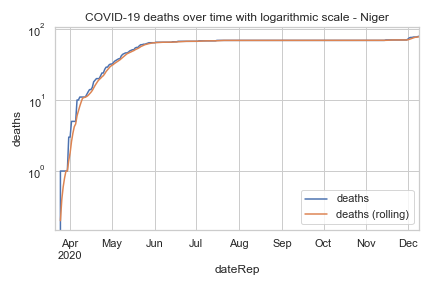 COVID-19 deaths over time with logarithmic scale - Niger
10²
10¹
10⁰
deaths
deaths
deaths (rolling)
Apr May Jun Jul Aug Sep Oct Nov Dec
2020
dateRep